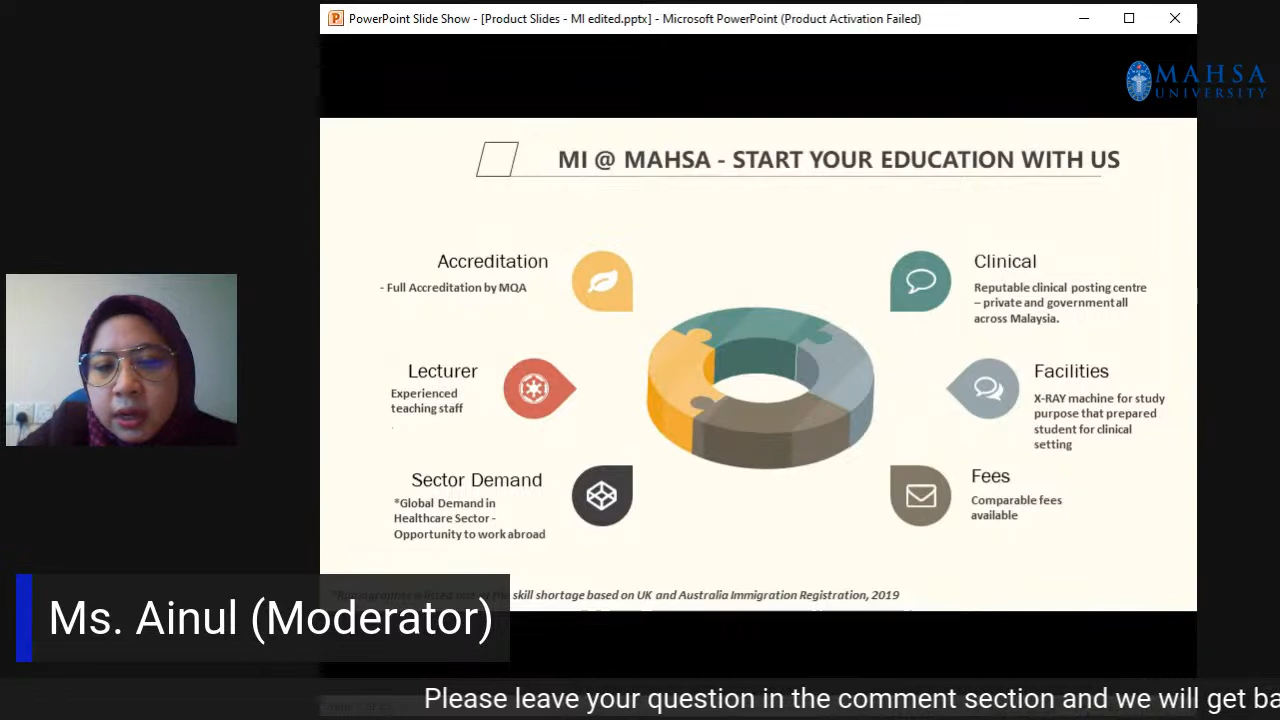 PowerPoint Slide Show - [Product Slides - MI edited.pptx] - Microsoft PowerPoint (Product Activation Failed)
MAHSA
UNIVERSITY
MI @ MAHSA - START YOUR EDUCATION WITH US
Accreditation
- Full Accreditation by MQA
Clinical
Reputable clinical posting centre
– private and government all
across Malaysia.
Lecturer
Experienced
teaching staff
.
Facilities
X-RAY machine for study
purpose that prepared
student for clinical
setting
Sector Demand
*Global Demand in
Healthcare Sector -
Opportunity to work abroad
Fees
Comparable fees
available
skill shortage based on UK and Australia Immigration Registration, 2019
Ms. Ainul (Moderator)
Please leave your question in the comment section and we will get ba